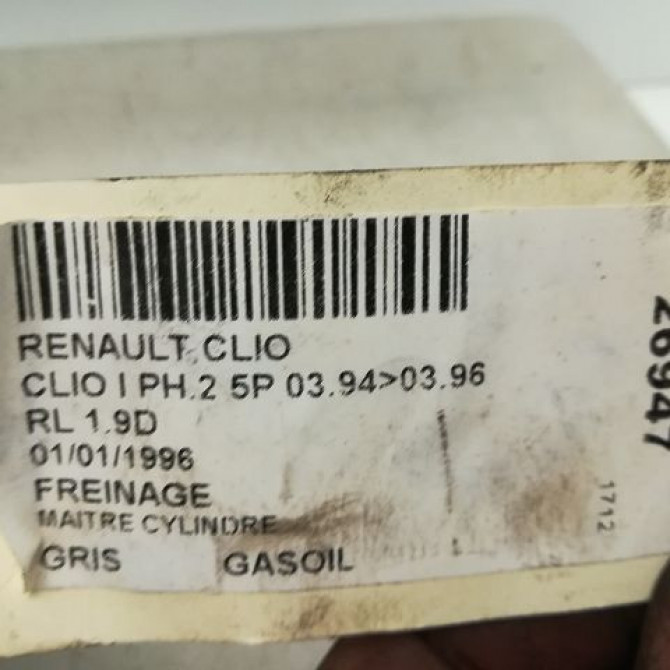 RENAULT CLIO
CLIO I PH.2 5P 03.94>03.96
RL 1.9D
01/01/1996
FREINAGE
MAITRE CYLINDRE
GRIS GASOIL
26947
1712